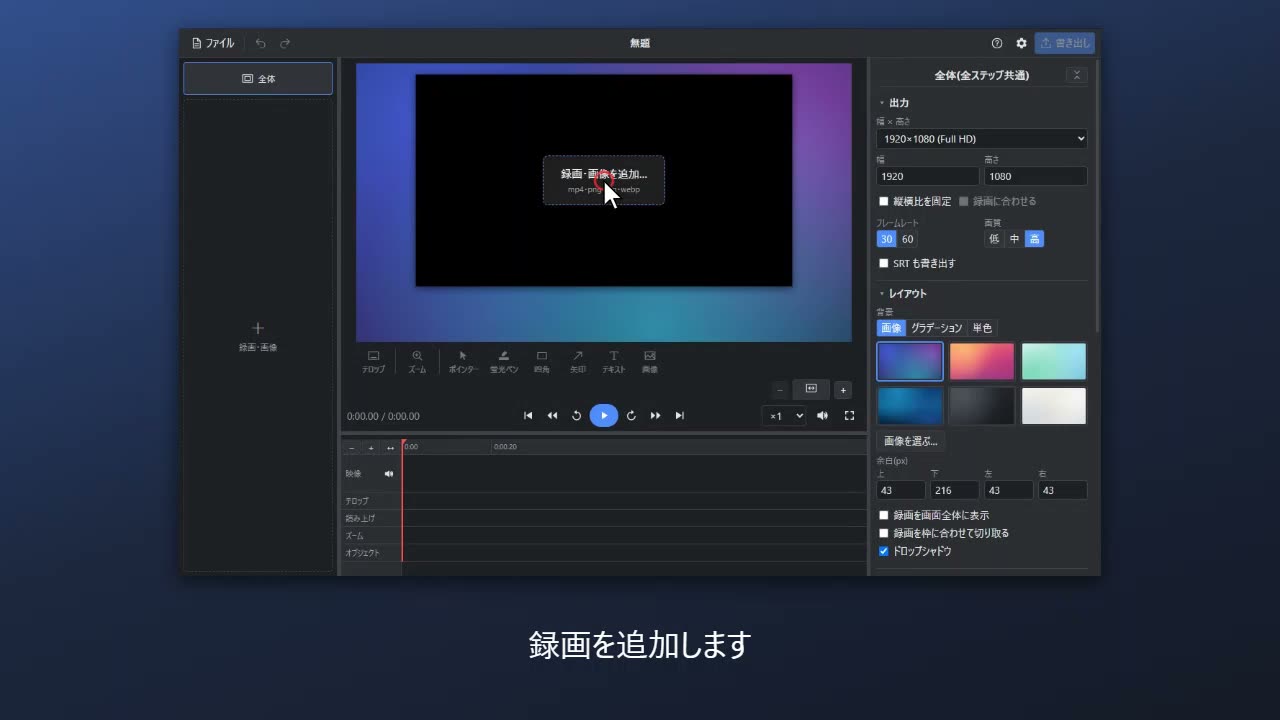 ファイル
無題
書き出し
全体
録画・画像
録画・画像を追加...
テロップ
ズーム
ポインター
蛍光ペン
四角
矢印
テキスト
画像
0:00.00 / 0:00.00
×1
0:00
0:00.20
映像
テロップ
読み上げ
ズーム
オブジェクト
全体(全ステップ共通)
出力
幅 × 高さ
1920×1080 (Full HD)
幅 高さ
1920 1080
縦横比を固定 録画に合わせる
フレームレート 画質
30 60 低 中 高
SRT も書き出す
レイアウト
背景
画像 グラデーション 単色
画像を選ぶ...
余白(px)
上 下 左 右
43 216 43 43
録画を画面全体に表示
録画を枠に合わせて切り取る
ドロップシャドウ
録画を追加します